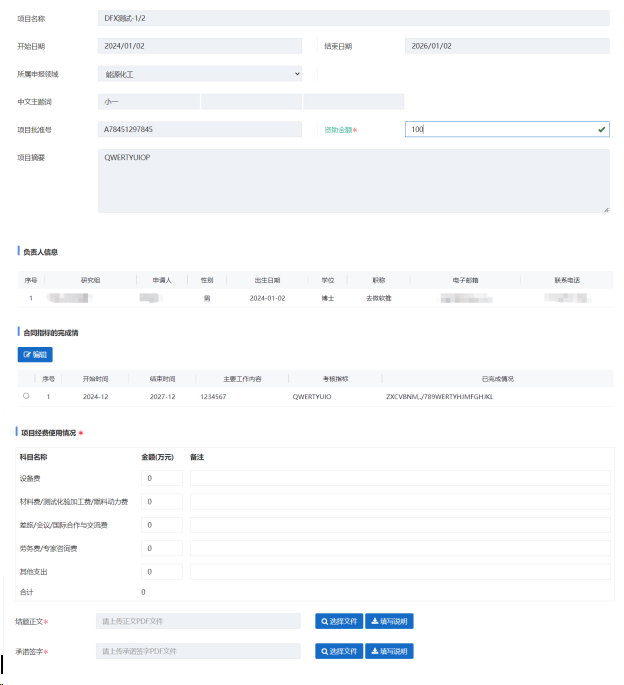 项目名称 DFX测试-1/2
开始日期 2024/01/02 结束日期 2026/01/02
所属申报领域 能源化工
中文主题词 小一
项目批准号 A78451297845 资助金额* 100
项目摘要 QWERTYUIOP
负责人信息
序号 研究组 申请人 性别 出生日期 学位 职称 电子邮箱 联系电话
1 男 2024-01-02 博士 去做软推
合同指标的完成情
编辑
序号 开始时间 结束时间 主要工作内容 考核指标 已完成情况
1 2024-12 2027-12 1234567 QWERTYUIO ZXCVBNM,./789WERTYHJMFGHJKL
项目经费使用情况 *
科目名称 金额(万元) 备注
设备费 0
材料费/测试化验加工费/燃料动力费 0
差旅/会议/国际合作与交流费 0
劳务费/专家咨询费 0
其他支出 0
合计 0
结题正文* 请上传正文PDF文件 选择文件 填写说明
承诺签字* 请上传承诺签字PDF文件 选择文件 填写说明